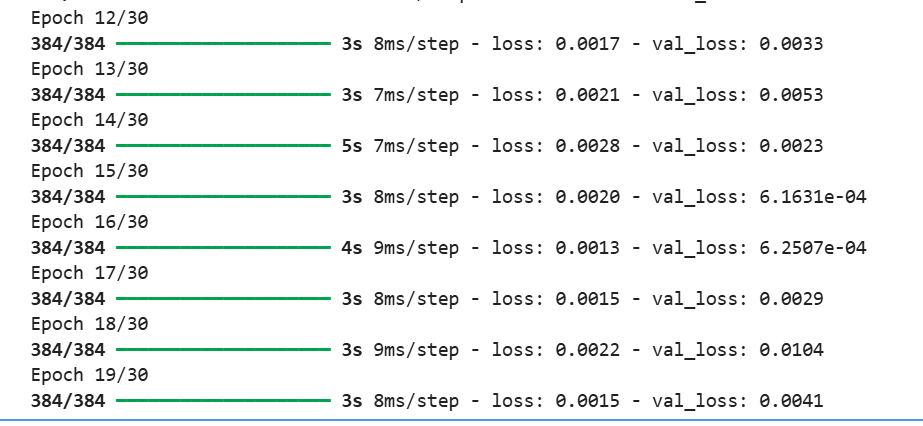 Epoch 12/30
384/384 ━━━━━━━━━━━━━━━━━━━━ 3s 8ms/step - loss: 0.0017 - val_loss: 0.0033
Epoch 13/30
384/384 ━━━━━━━━━━━━━━━━━━━━ 3s 7ms/step - loss: 0.0021 - val_loss: 0.0053
Epoch 14/30
384/384 ━━━━━━━━━━━━━━━━━━━━ 5s 7ms/step - loss: 0.0028 - val_loss: 0.0023
Epoch 15/30
384/384 ━━━━━━━━━━━━━━━━━━━━ 3s 8ms/step - loss: 0.0020 - val_loss: 6.1631e-04
Epoch 16/30
384/384 ━━━━━━━━━━━━━━━━━━━━ 4s 9ms/step - loss: 0.0013 - val_loss: 6.2507e-04
Epoch 17/30
384/384 ━━━━━━━━━━━━━━━━━━━━ 3s 8ms/step - loss: 0.0015 - val_loss: 0.0029
Epoch 18/30
384/384 ━━━━━━━━━━━━━━━━━━━━ 3s 9ms/step - loss: 0.0022 - val_loss: 0.0104
Epoch 19/30
384/384 ━━━━━━━━━━━━━━━━━━━━ 3s 8ms/step - loss: 0.0015 - val_loss: 0.0041